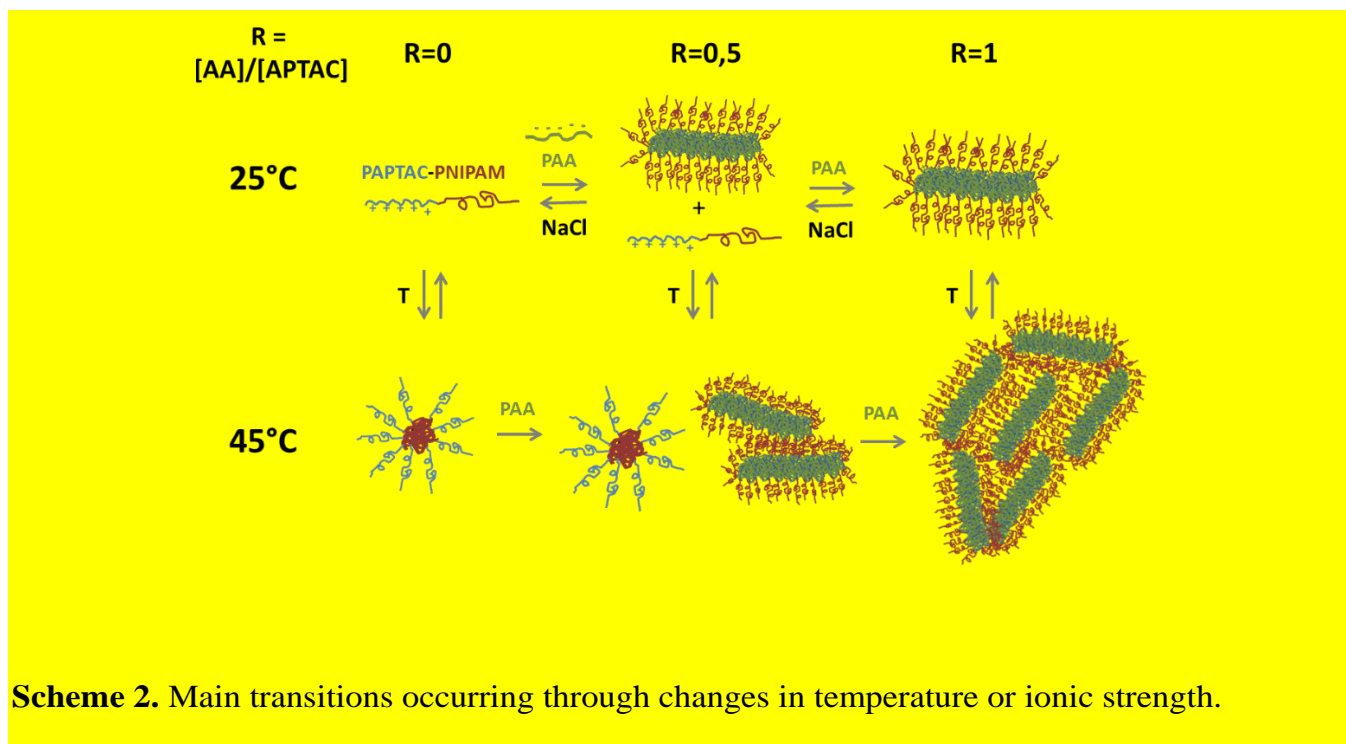 R =
[AA]/[APTAC]
R=0
R=0,5
R=1
25°C
PAPTAC-PNIPAM
+ + + + +
- - - - -
PAA
NaCl
+
+ + + + +
PAA
NaCl
T
T
T
45°C
PAA
PAA
Scheme 2. Main transitions occurring through changes in temperature or ionic strength.